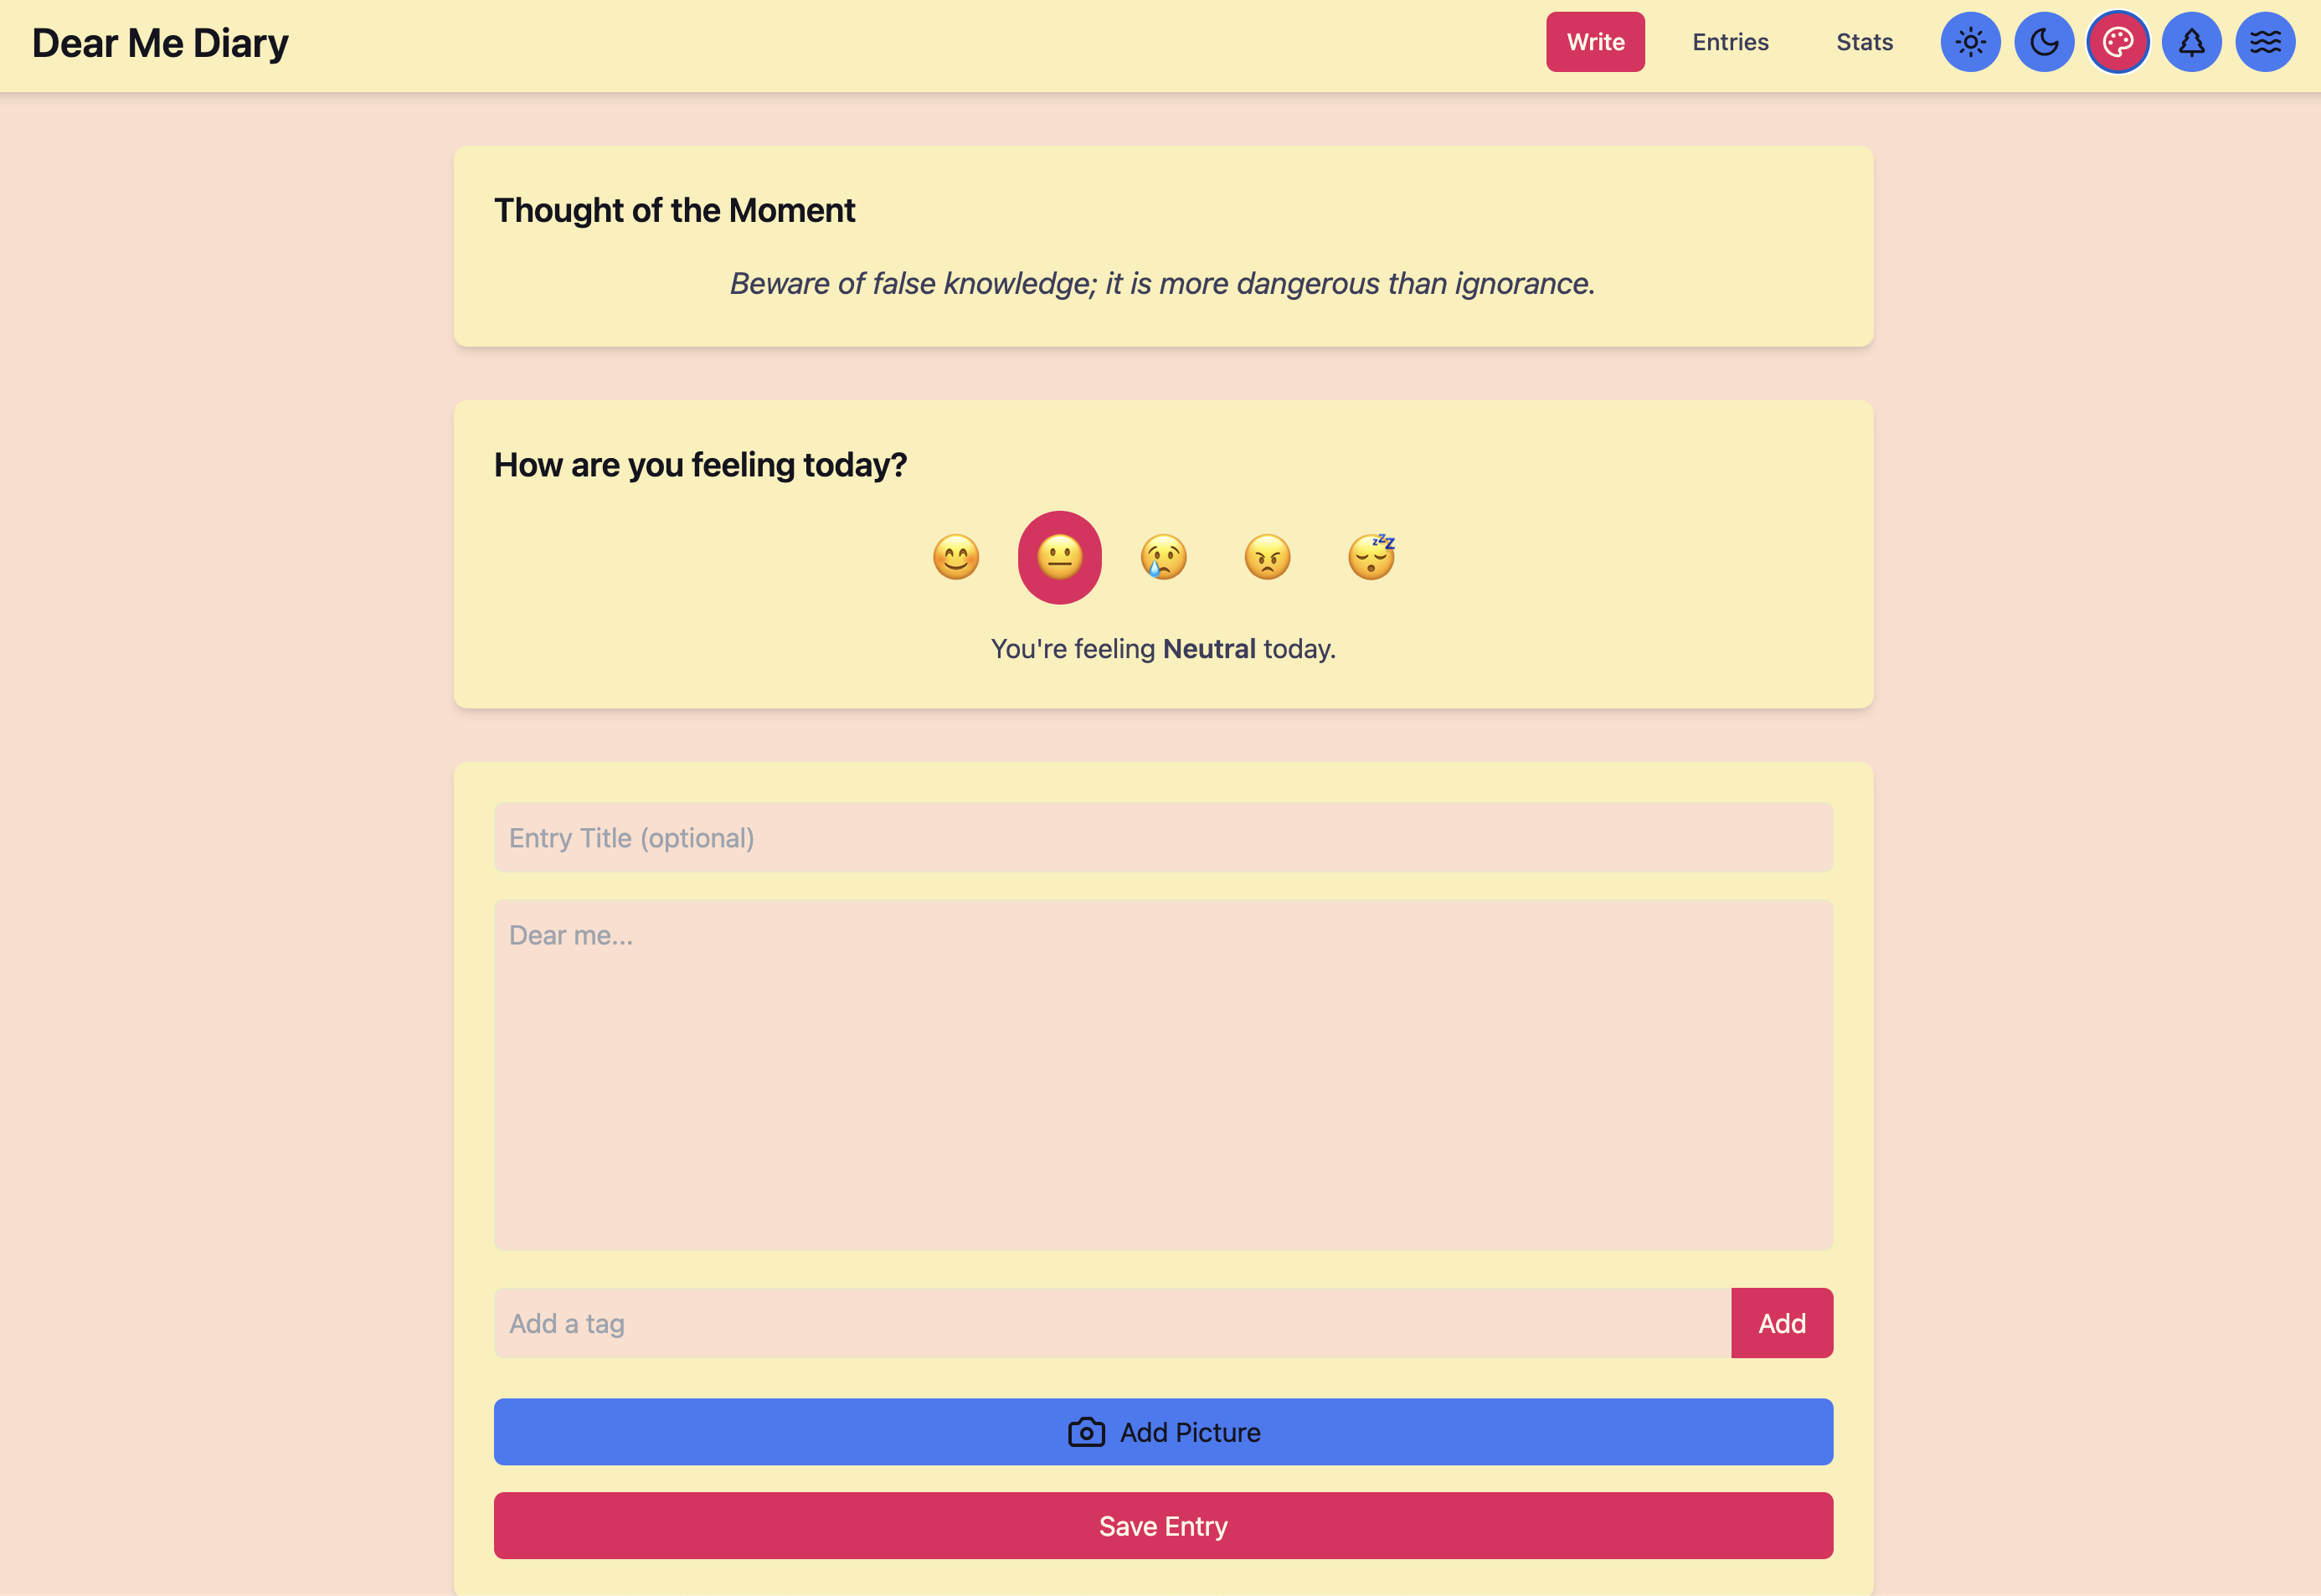 Dear Me Diary
Write
Entries
Stats
Thought of the Moment
Beware of false knowledge; it is more dangerous than ignorance.
How are you feeling today?
You're feeling Neutral today.
Entry Title (optional)
Dear me...
Add a tag
Add
Add Picture
Save Entry